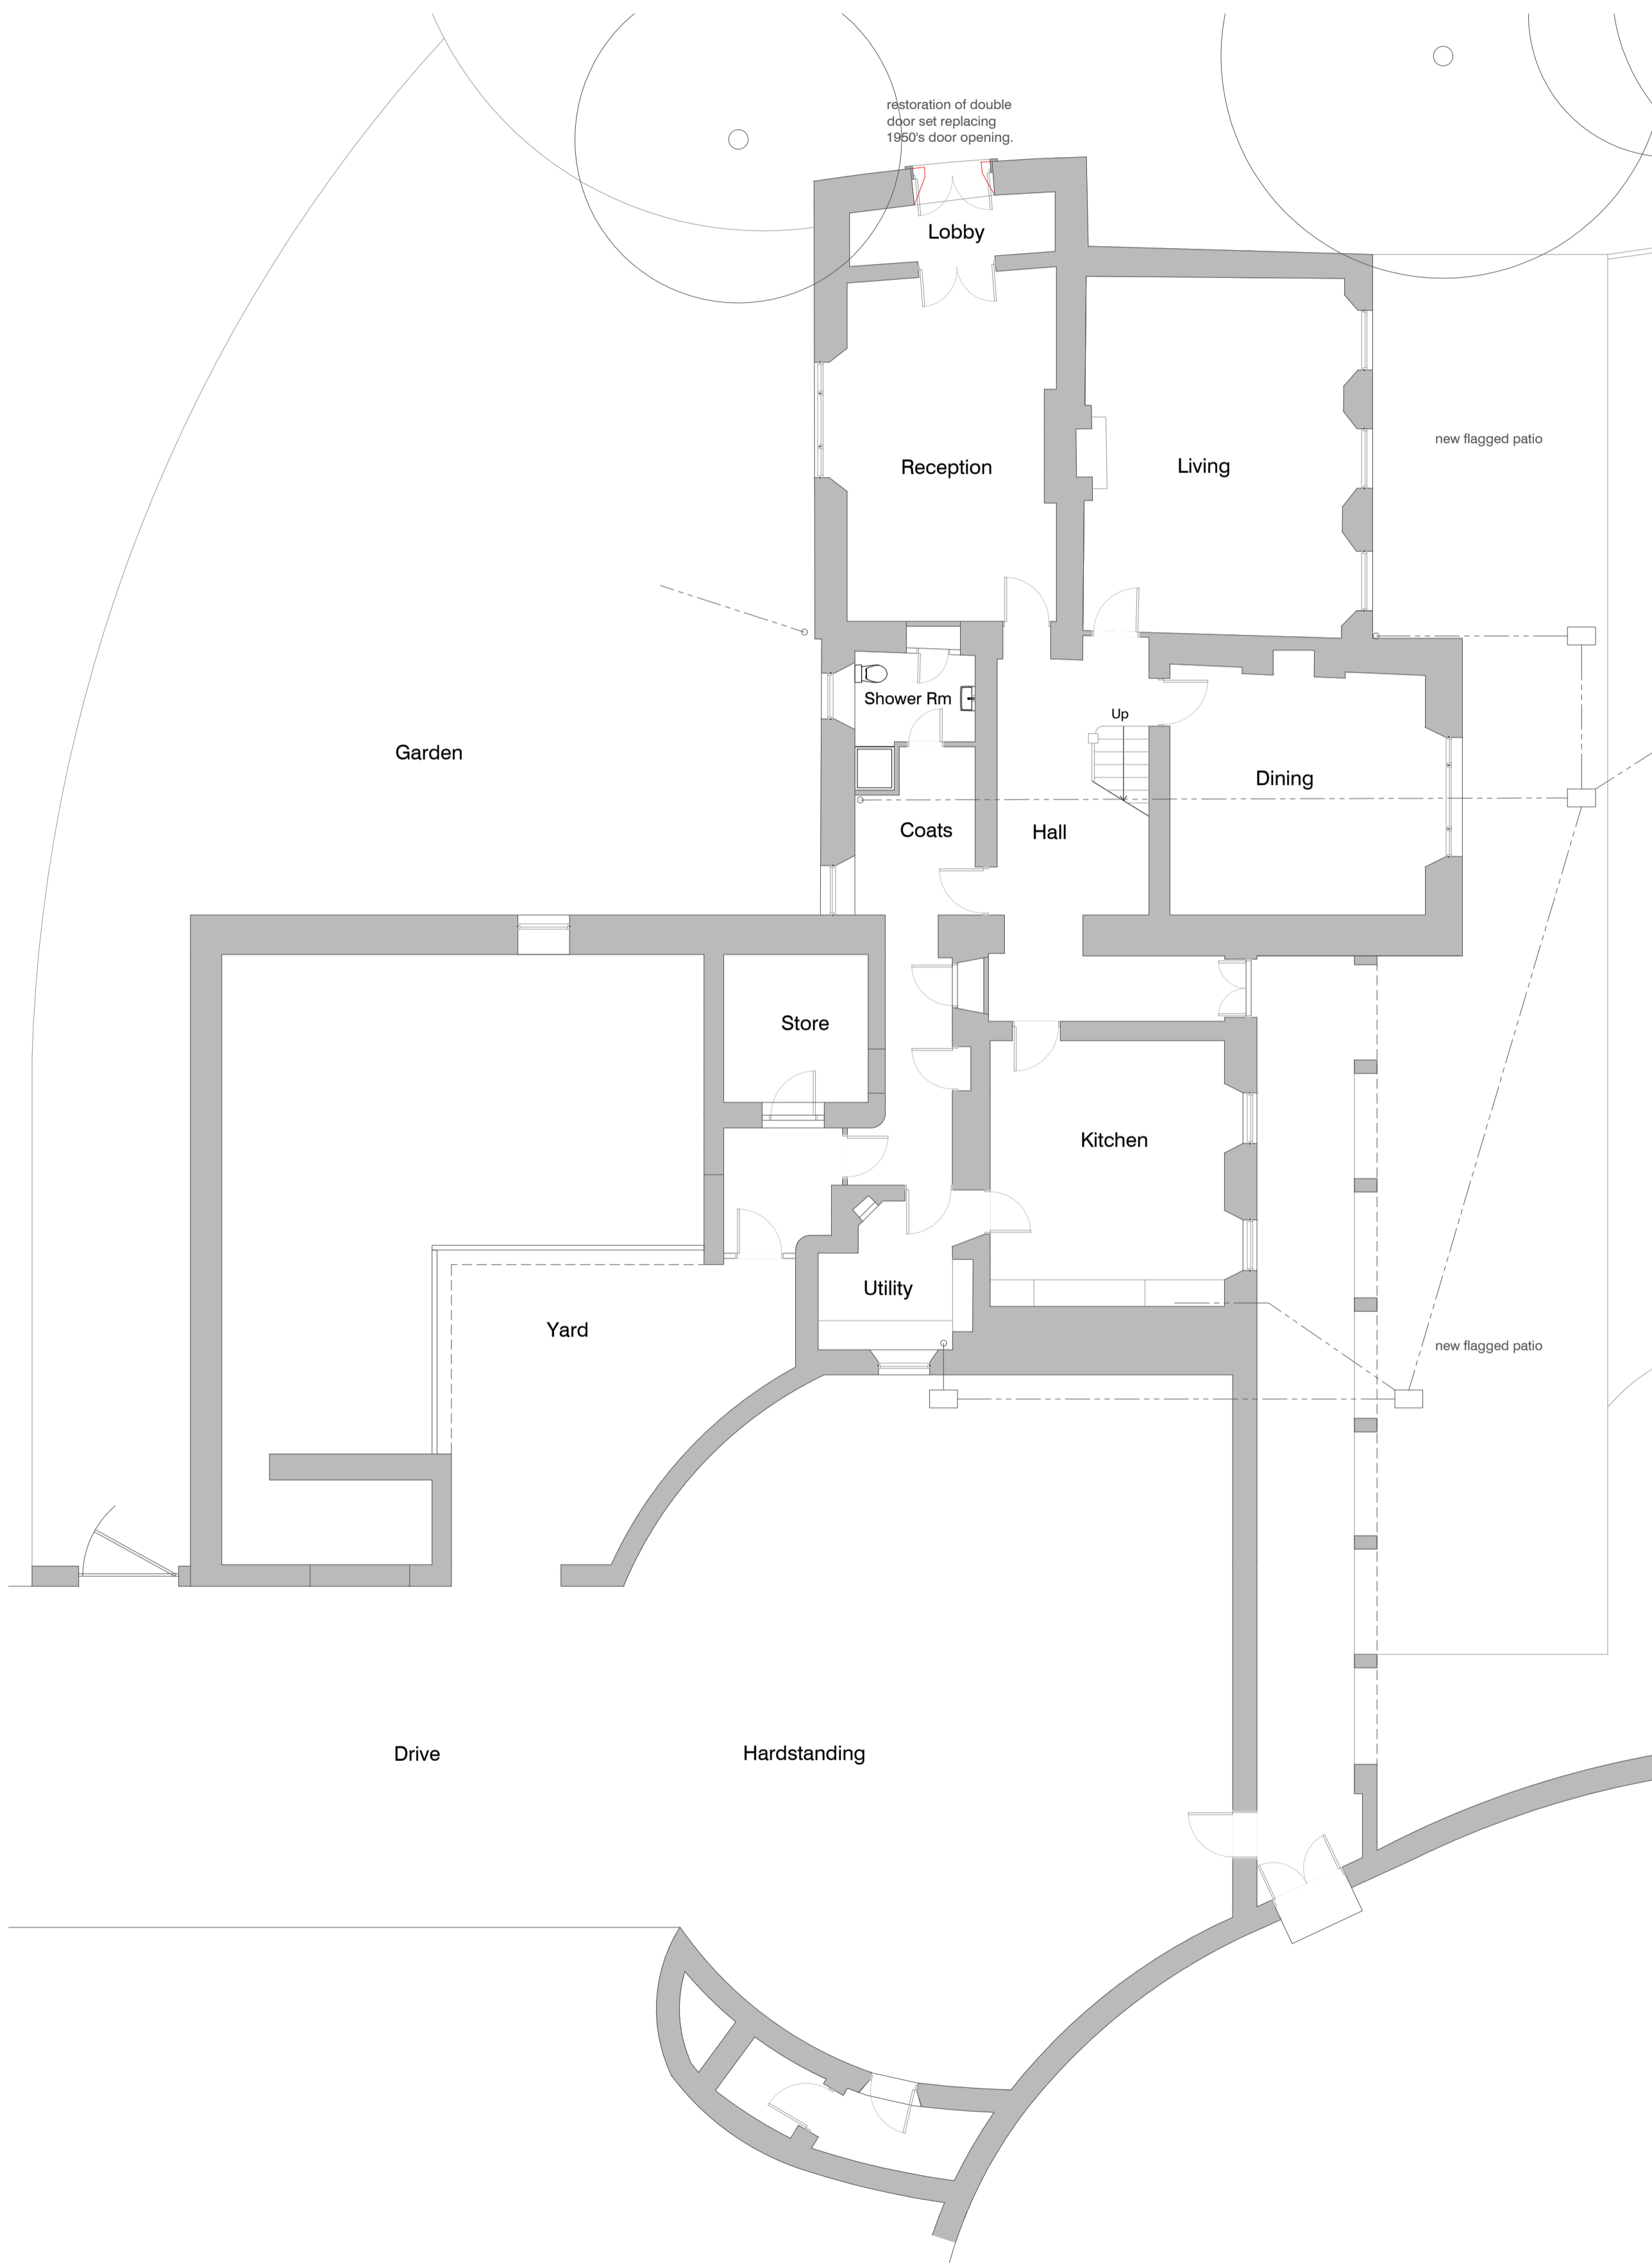 restoration of double
door set replacing
1950's door opening.
Lobby
new flagged patio
Reception
Living
Shower Rm
Up
Garden
Dining
Coats
Hall
Store
Kitchen
Utility
Yard
new flagged patio
Drive
Hardstanding